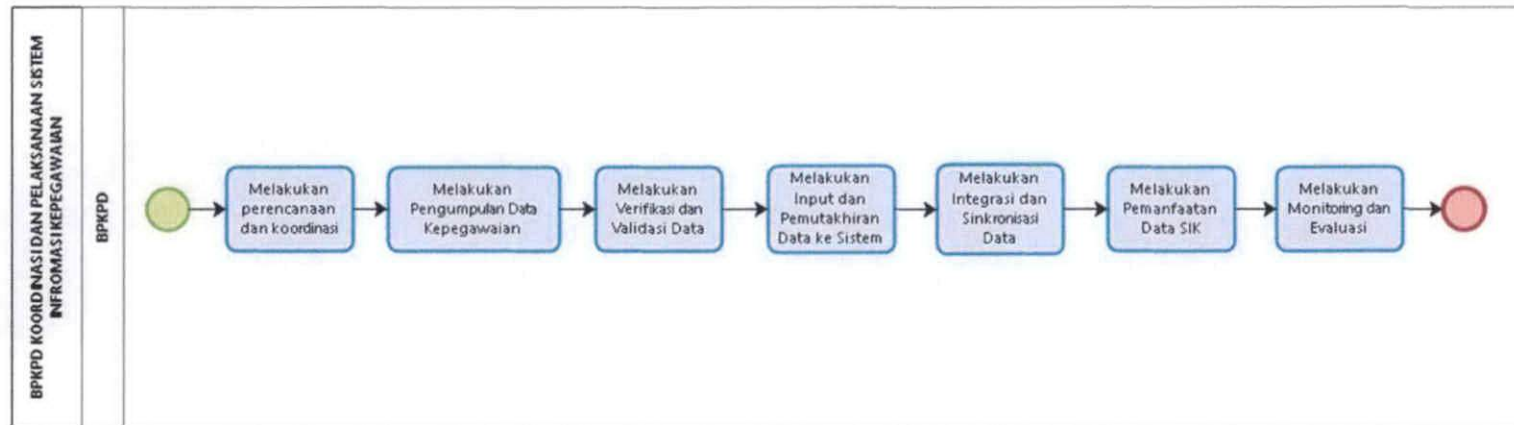 BPKPD KOORDINASI DAN PELAKSANAAN SISTEM
INFROMASI KEPEGAWAIAN
BPKPD
Melakukan
perencanaan
dan koordinasi
Melakukan
Pengumpulan Data
Kepegawaian
Melakukan
Verifikasi dan
Validasi Data
Melakukan
Input dan
Pemutakhiran
Data ke Sistem
Melakukan
Integrasi dan
Sinkronisasi
Data
Melakukan
Pemanfaatan
Data SIK
Melakukan
Monitoring dan
Evaluasi